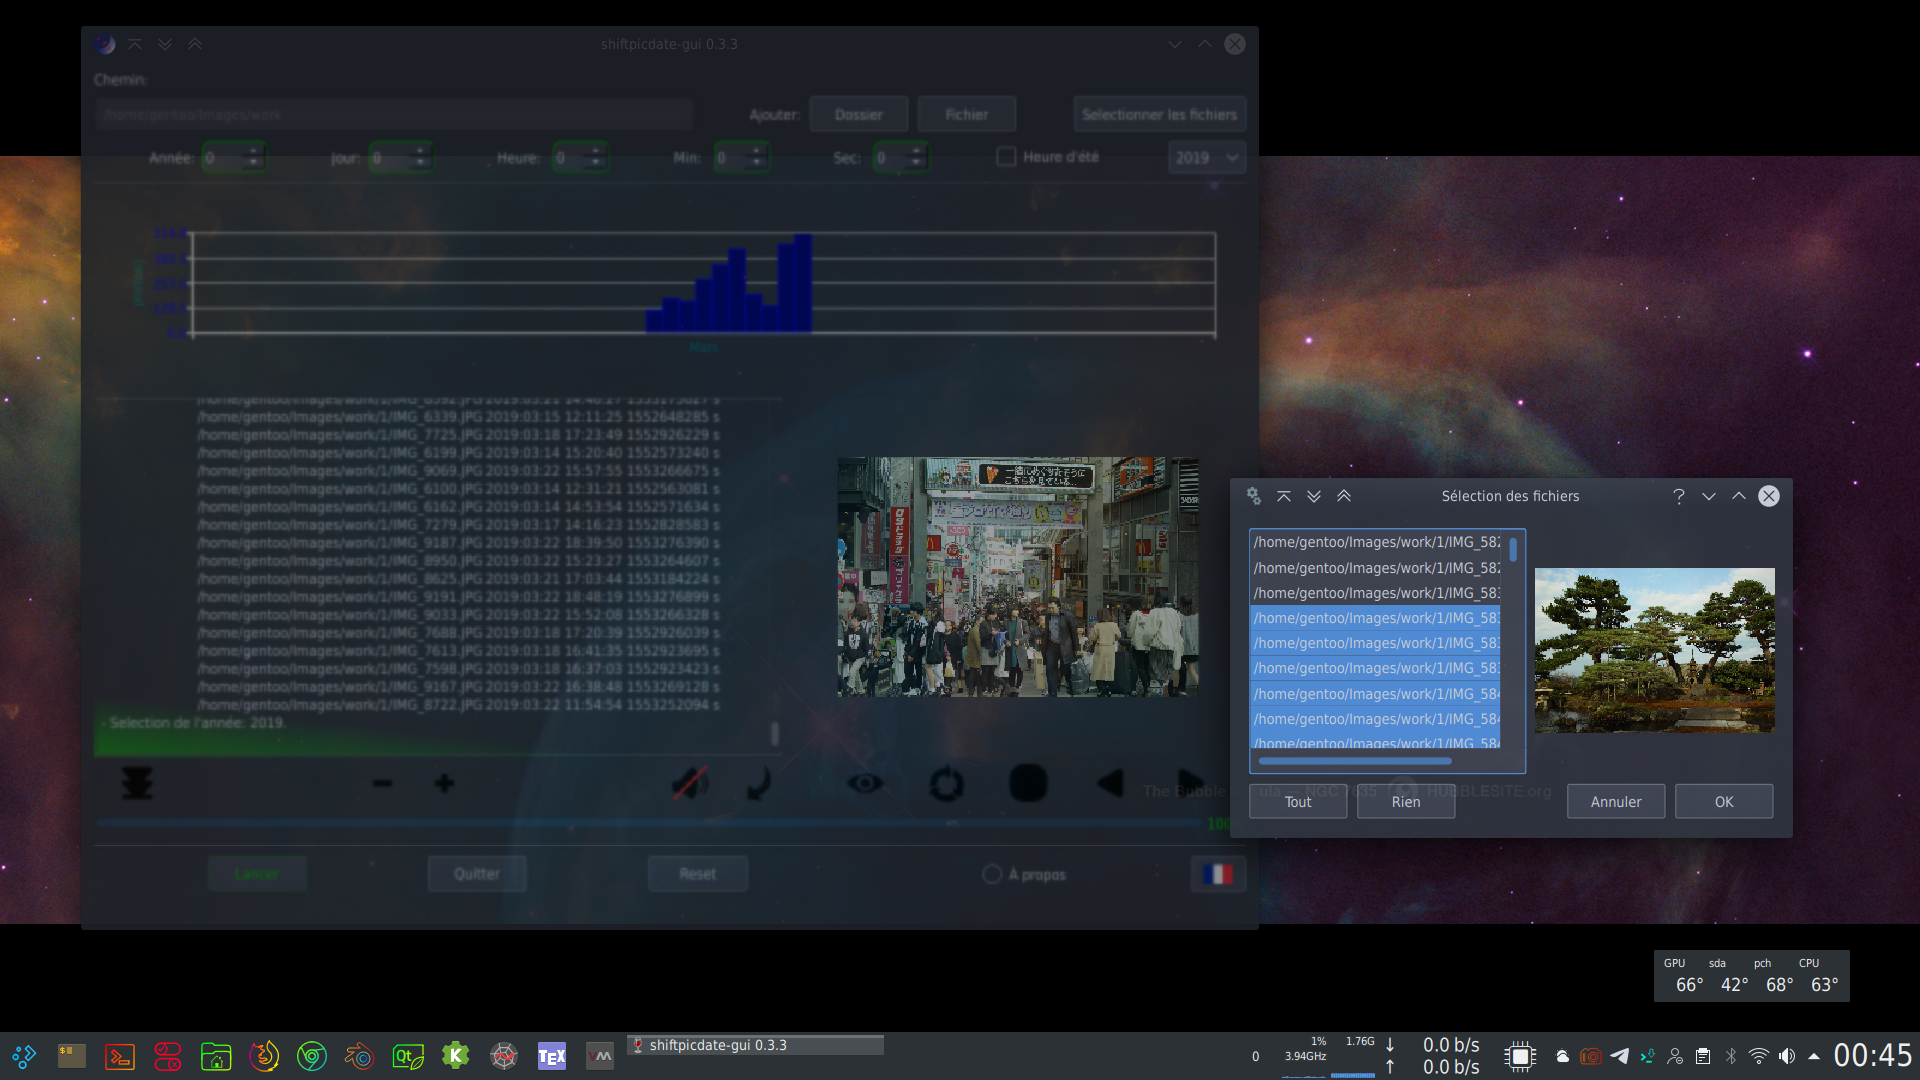 shiftpicdate-gui 0.3.3
Chemin:
/home/gentoo/Images/work
Ajouter: Dossier Fichier Selectionner les fichiers
Année: 0 Jour: 0 Heure: 0 Min: 0 Sec: 0 Heure d'été 2019
Mars
/home/gentoo/Images/work/1/IMG_6339.JPG 2019:03:15 12:11:25 1552648285 s
/home/gentoo/Images/work/1/IMG_7725.JPG 2019:03:18 17:23:49 1552926229 s
/home/gentoo/Images/work/1/IMG_6199.JPG 2019:03:14 15:20:40 1552573240 s
/home/gentoo/Images/work/1/IMG_9069.JPG 2019:03:22 15:57:55 1553266675 s
/home/gentoo/Images/work/1/IMG_6100.JPG 2019:03:14 12:31:21 1552563081 s
/home/gentoo/Images/work/1/IMG_6162.JPG 2019:03:14 14:53:54 1552571634 s
/home/gentoo/Images/work/1/IMG_7279.JPG 2019:03:17 14:16:23 1552828583 s
/home/gentoo/Images/work/1/IMG_9187.JPG 2019:03:22 18:39:50 1553276390 s
/home/gentoo/Images/work/1/IMG_8950.JPG 2019:03:22 15:23:27 1553264607 s
/home/gentoo/Images/work/1/IMG_8625.JPG 2019:03:21 17:03:44 1553184224 s
/home/gentoo/Images/work/1/IMG_9191.JPG 2019:03:22 18:48:19 1553276899 s
/home/gentoo/Images/work/1/IMG_9033.JPG 2019:03:22 15:52:08 1553266328 s
/home/gentoo/Images/work/1/IMG_7688.JPG 2019:03:18 17:20:39 1552926039 s
/home/gentoo/Images/work/1/IMG_7613.JPG 2019:03:18 16:41:35 1552923695 s
/home/gentoo/Images/work/1/IMG_7598.JPG 2019:03:18 16:37:03 1552923423 s
/home/gentoo/Images/work/1/IMG_9167.JPG 2019:03:22 16:38:48 1553269128 s
/home/gentoo/Images/work/1/IMG_8722.JPG 2019:03:22 11:54:54 1553252094 s
- Selection de l'année: 2019.
Lancer Quitter Reset À propos
Sélection des fichiers
/home/gentoo/Images/work/1/IMG_582
/home/gentoo/Images/work/1/IMG_582
/home/gentoo/Images/work/1/IMG_583
/home/gentoo/Images/work/1/IMG_583
/home/gentoo/Images/work/1/IMG_583
/home/gentoo/Images/work/1/IMG_583
/home/gentoo/Images/work/1/IMG_584
/home/gentoo/Images/work/1/IMG_584
/home/gentoo/Images/work/1/IMG_584
Tout Rien Annuler OK
HUBBLESITE.org
GPU sda pch CPU
66° 42° 68° 63°
shiftpicdate-gui 0.3.3
0
1% 1.76G
3.94GHz
0.0 b/s
0.0 b/s
00:45